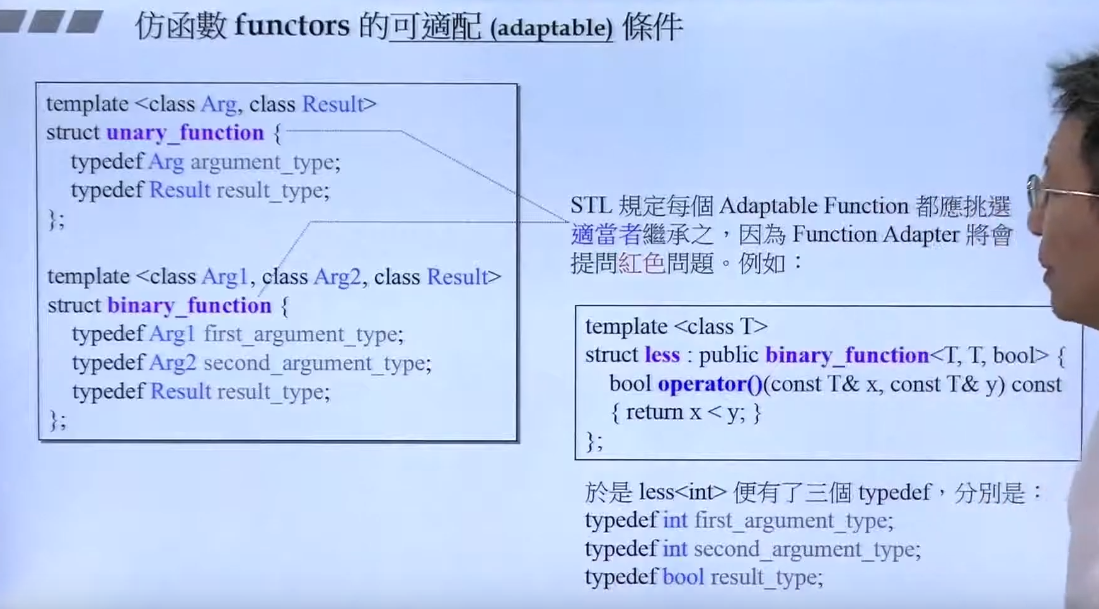 仿函數 functors 的可適配 (adaptable) 條件
template <class Arg, class Result>
struct unary_function {
typedef Arg argument_type;
typedef Result result_type;
};
template <class Arg1, class Arg2, class Result>
struct binary_function {
typedef Arg1 first_argument_type;
typedef Arg2 second_argument_type;
typedef Result result_type;
};
STL 規定每個 Adaptable Function 都應挑選
適當者繼承之，因為 Function Adapter 將會
提問紅色問題。例如：
template <class T>
struct less : public binary_function<T, T, bool> {
bool operator()(const T& x, const T& y) const
{ return x < y; }
};
於是 less<int> 便有了三個 typedef，分別是：
typedef int first_argument_type;
typedef int second_argument_type;
typedef bool result_type;